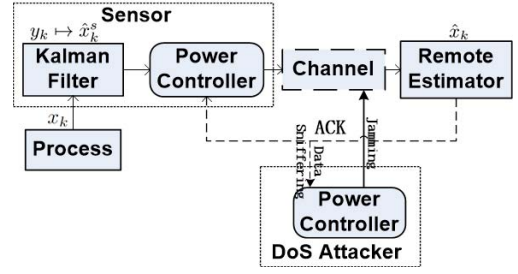 Sensor
y_k ↦ x̂_k^s
x̂_k
Kalman
Filter
Power
Controller
Channel
Remote
Estimator
x_k
ACK
Process
Jamming
Data
Sniffering
Power
Controller
DoS Attacker